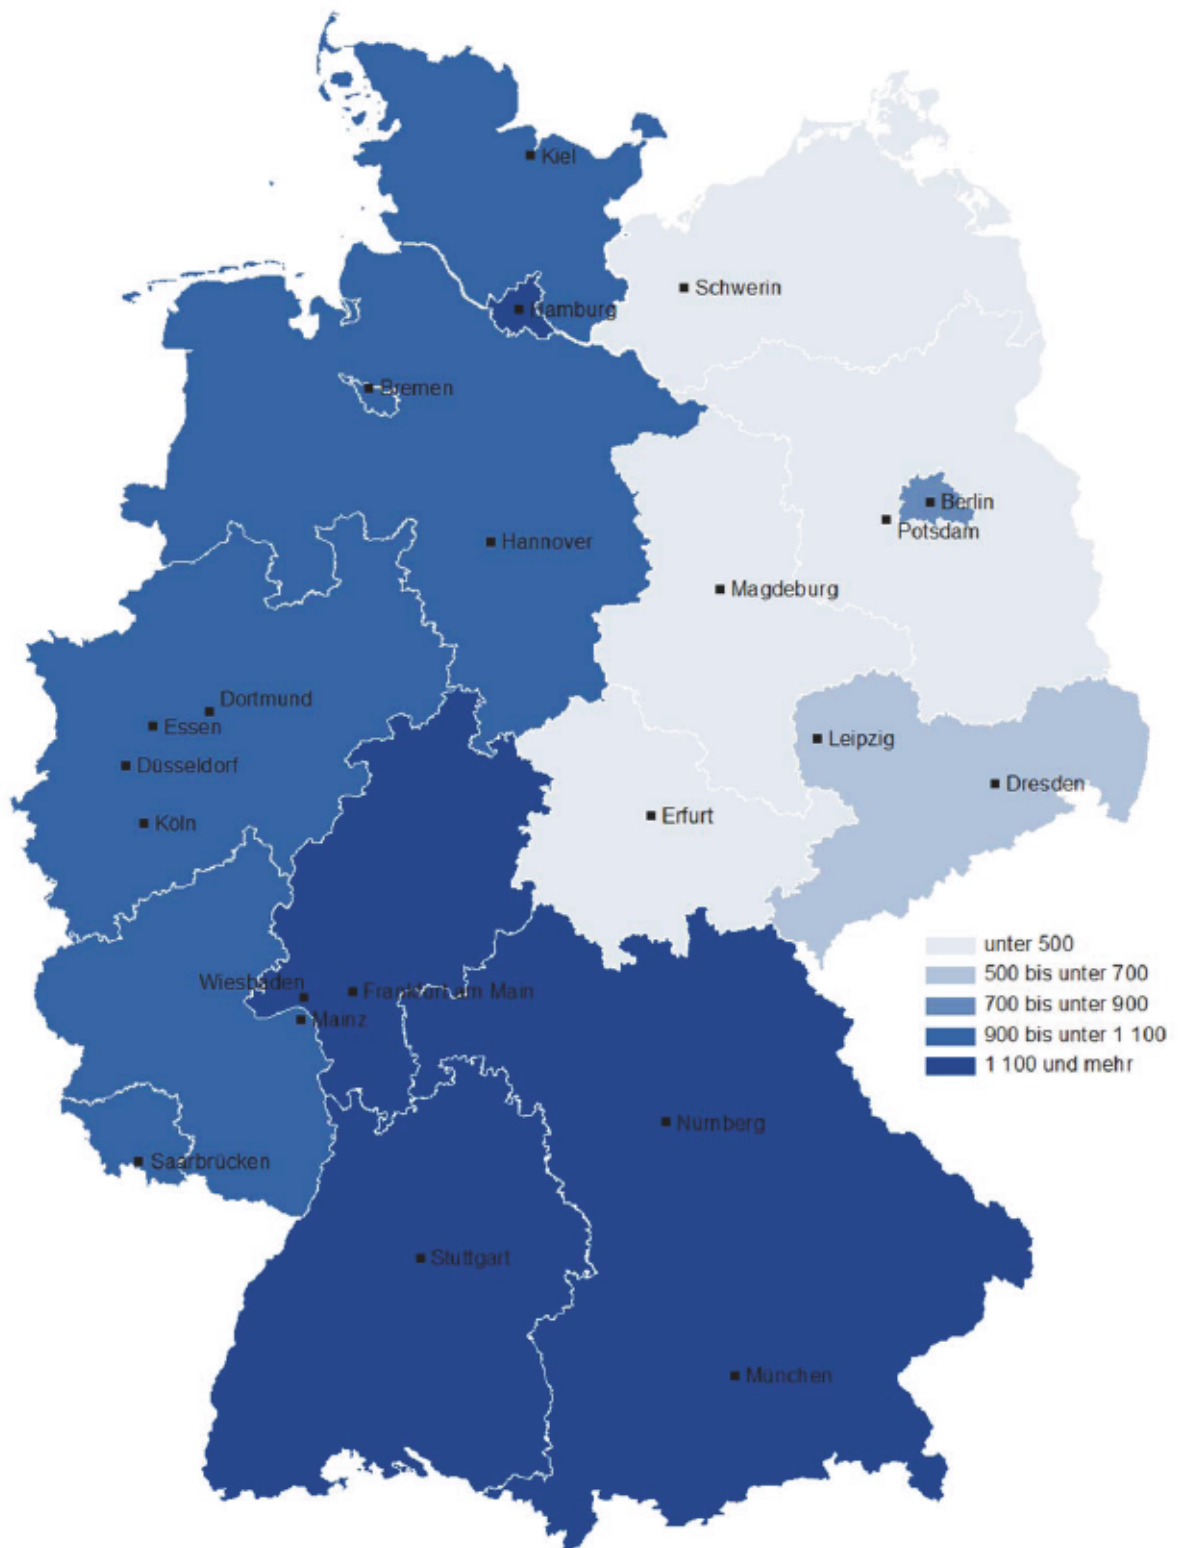 Kiel
Schwerin
Hamburg
Bremen
Berlin
Potsdam
Hannover
Magdeburg
Dortmund
Essen
Leipzig
Düsseldorf
Dresden
Köln
Erfurt
unter 500
500 bis unter 700
700 bis unter 900
900 bis unter 1 100
1 100 und mehr
Wiesbaden
Frankfurt am Main
Mainz
Nürnberg
Saarbrücken
Stuttgart
München